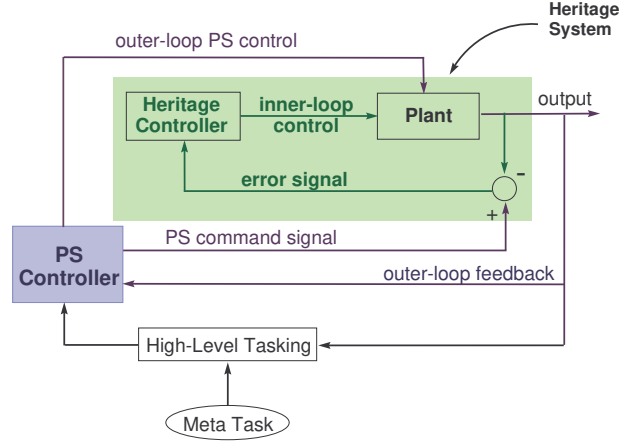 Heritage
System
outer-loop PS control
output
Heritage
Controller
inner-loop
control
Plant
error signal
-
+
PS command signal
PS
Controller
outer-loop feedback
High-Level Tasking
Meta Task